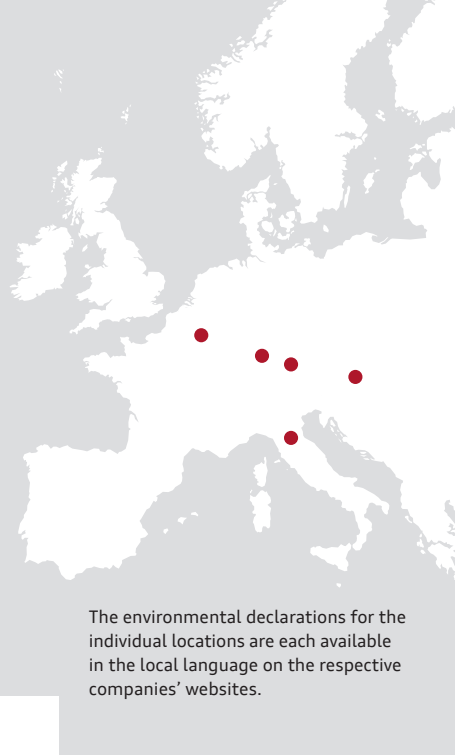 The environmental declarations for the
individual locations are each available
in the local language on the respective
companies’ websites.